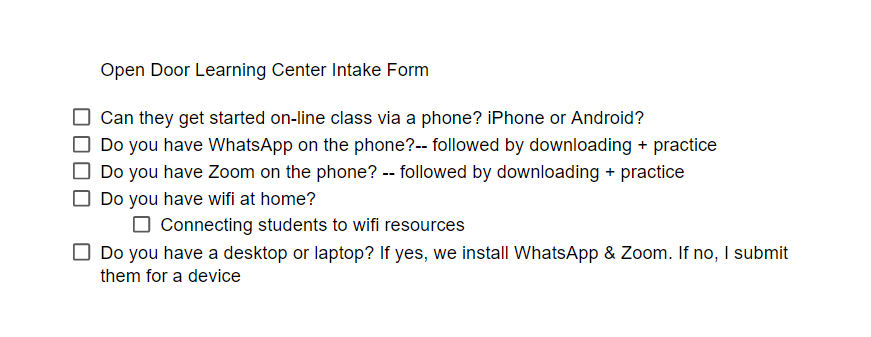 Open Door Learning Center Intake Form
Can they get started on-line class via a phone? iPhone or Android?
Do you have WhatsApp on the phone?-- followed by downloading + practice
Do you have Zoom on the phone? -- followed by downloading + practice
Do you have wifi at home?
Connecting students to wifi resources
Do you have a desktop or laptop? If yes, we install WhatsApp & Zoom. If no, I submit
them for a device